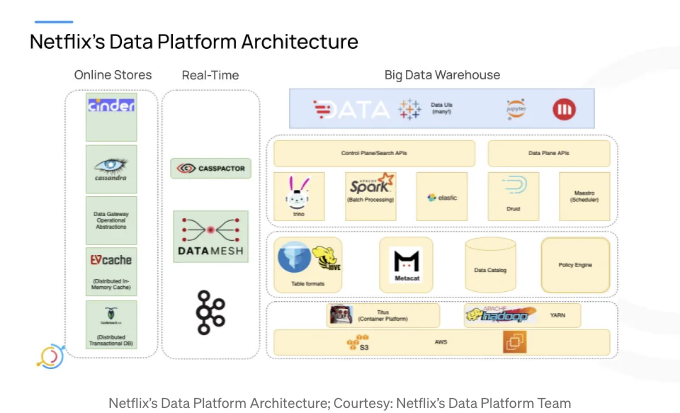 Netflix's Data Platform Architecture
Online Stores
Real-Time
Big Data Warehouse
cinder
cassandra
Data Gateway
Operational
Abstractions
EVcache
(Distributed In-
Memory Cache)
(Distributed
Transactional DB)
CASSPACTOR
DATAMESH
DATA
Data UIs
(many!)
jupyter
Control Plane/Search APIs
Data Plane APIs
trino
APACHE
Spark
(Batch Processing)
elastic
Druid
Maestro
(Scheduler)
HIVE
Table formats
Metacat
Data Catalog
Policy Engine
Titus
(Container Platform)
APACHE
hadoop
YARN
S3
AWS
Netflix's Data Platform Architecture; Courtesy: Netflix's Data Platform Team